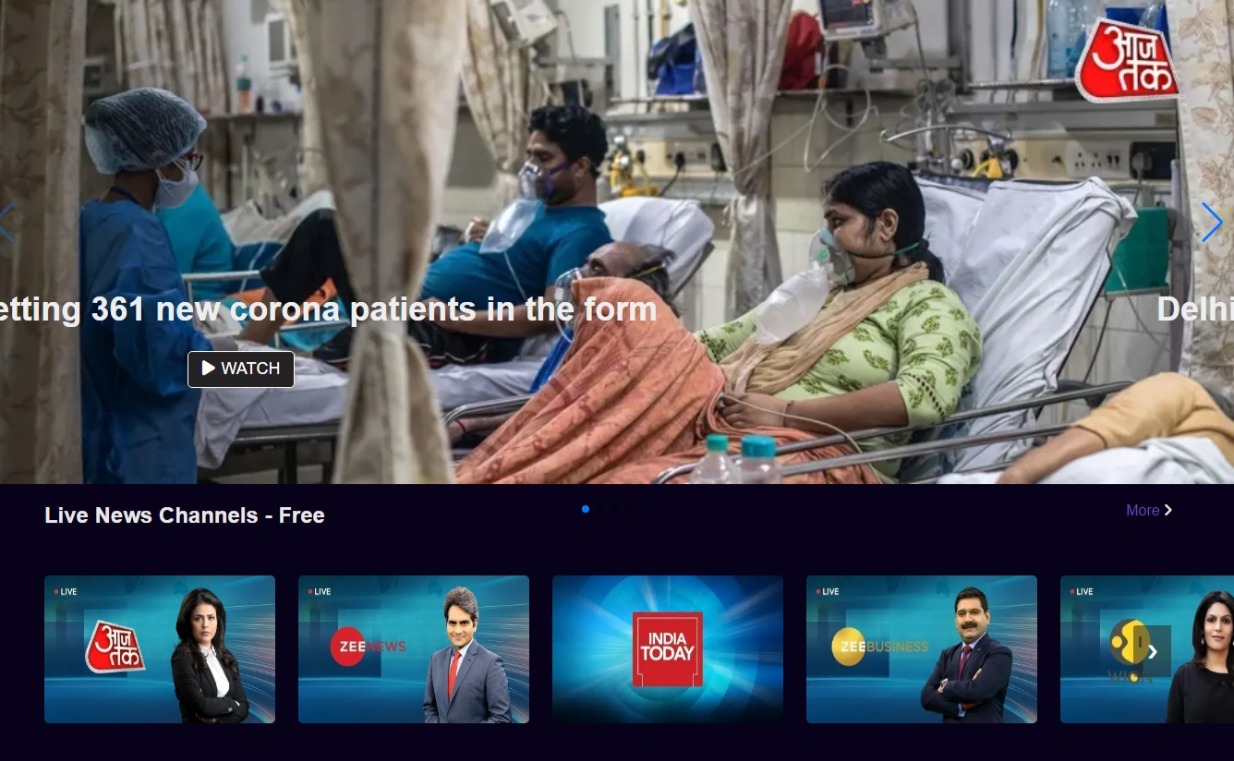 आज
तक
etting 361 new corona patients in the form
Delhi
WATCH
Live News Channels - Free
More
LIVE
आज
तक
LIVE
ZEE NEWS
INDIA
TODAY
LIVE
ZEE BUSINESS
LIVE
WION